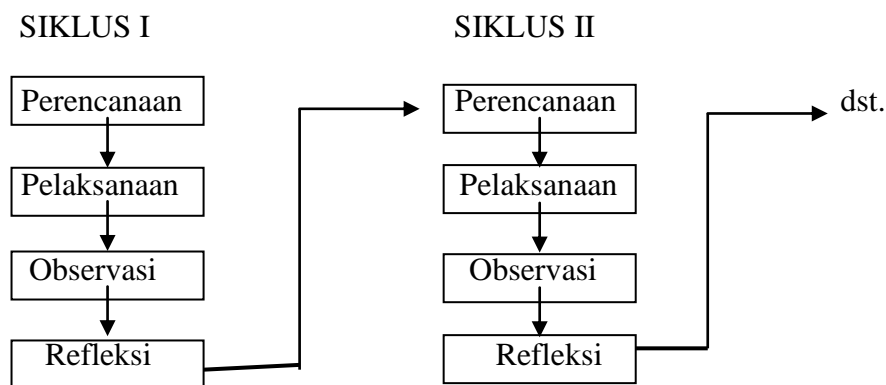 SIKLUS I
Perencanaan
Pelaksanaan
Observasi
Refleksi
SIKLUS II
Perencanaan
Pelaksanaan
Observasi
Refleksi
dst.